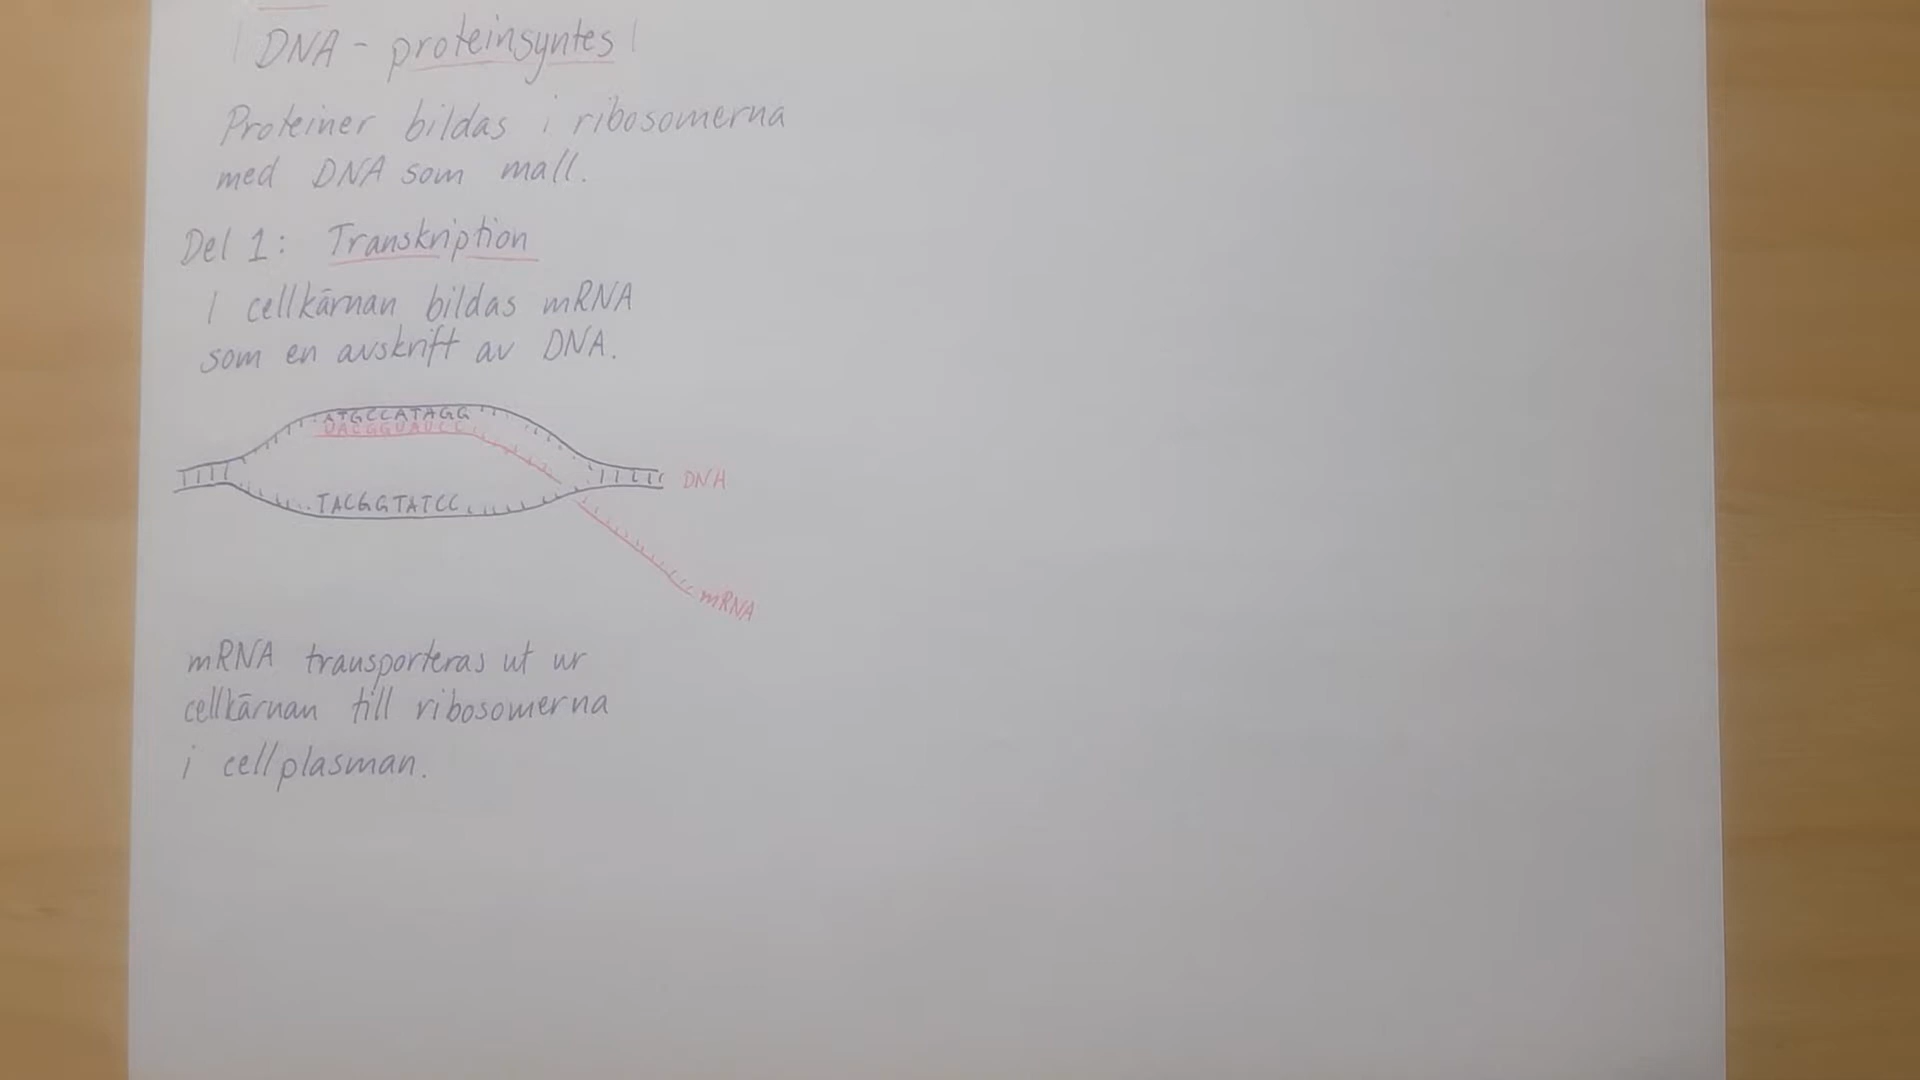 DNA - proteinsyntes
Proteiner bildas i ribosomerna
med DNA som mall.
Del 1: Transkription
I cellkärnan bildas mRNA
som en avskrift av DNA.
ATGCCATAGG
UACGGUAUCC
DNA
TACGGTATCC
mRNA
mRNA transporteras ut ur
cellkärnan till ribosomerna
i cellplasman.